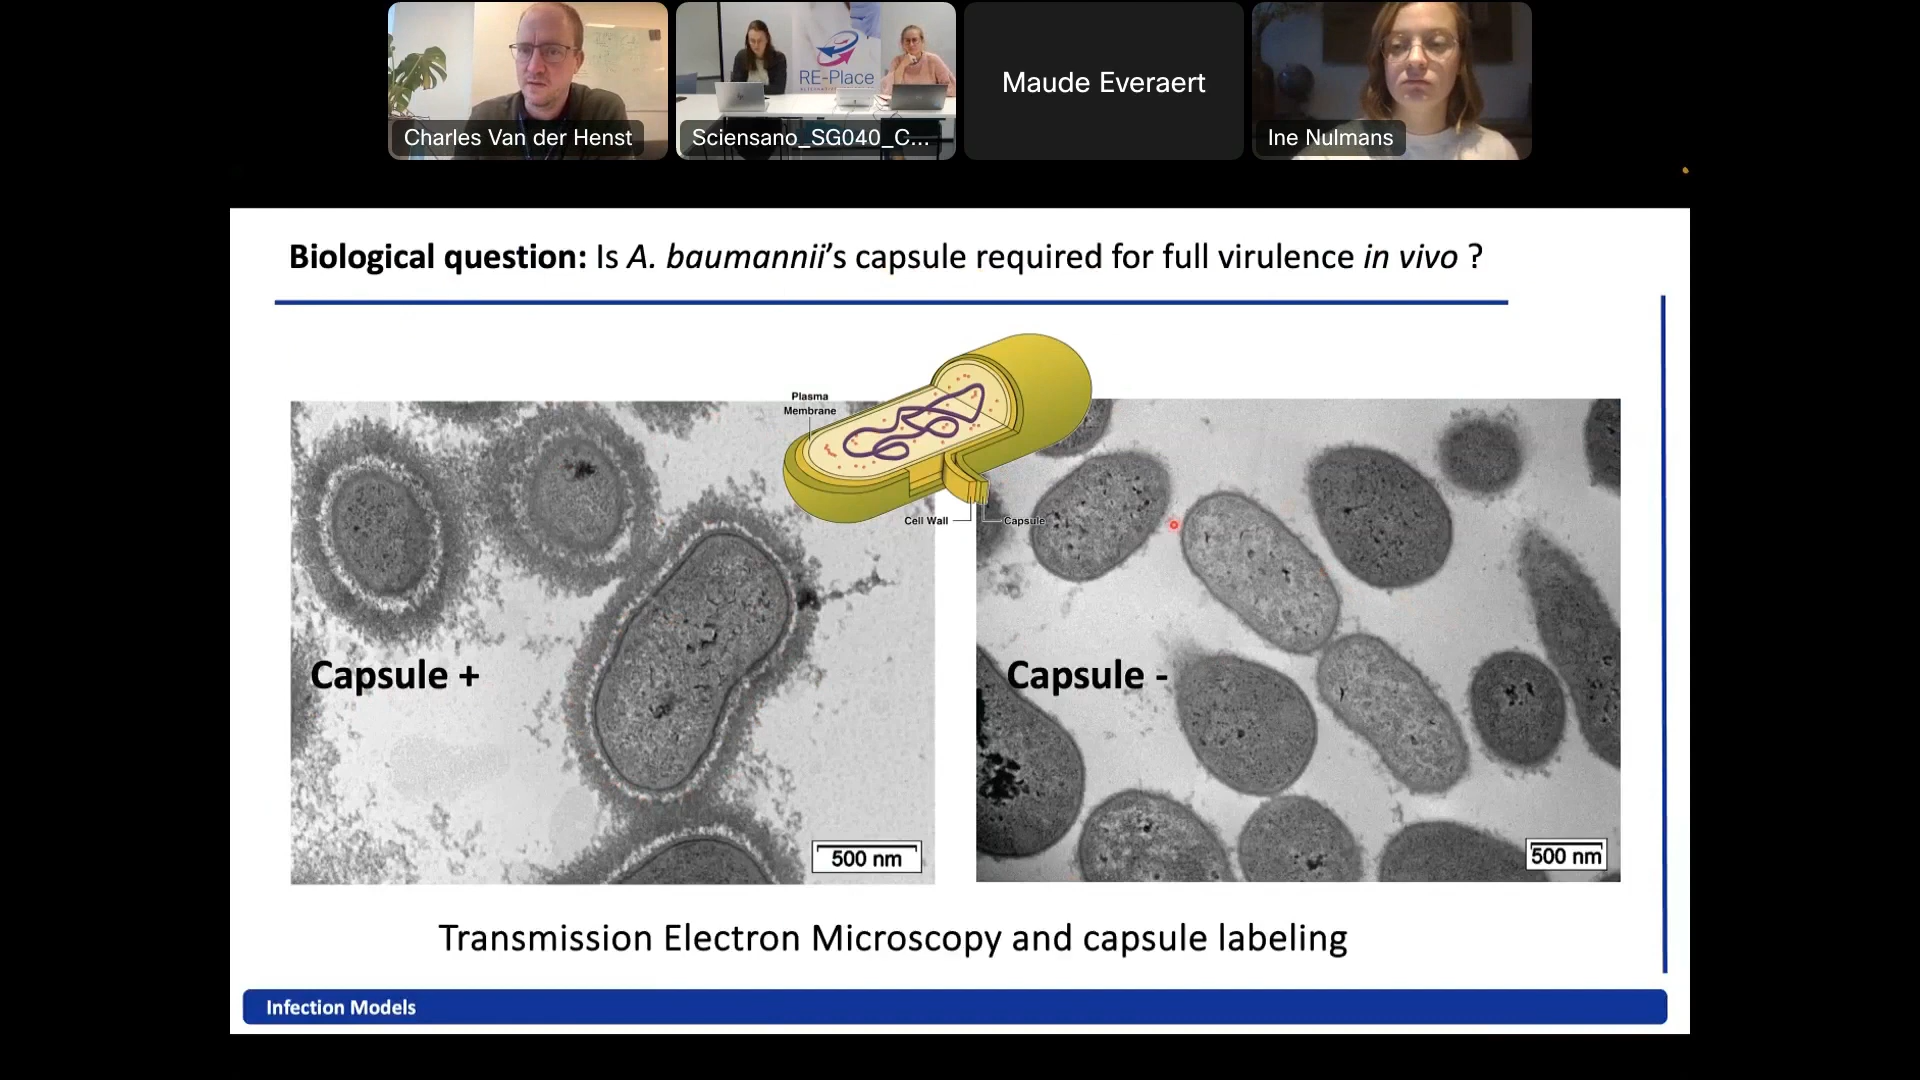 Charles Van der Henst
RE-Place
Sciensano_SG040_C...
Maude Everaert
Ine Nulmans
Biological question: Is A. baumannii's capsule required for full virulence in vivo ?
Plasma
Membrane
Cell Wall
Capsule
Capsule +
Capsule -
500 nm
500 nm
Transmission Electron Microscopy and capsule labeling
Infection Models